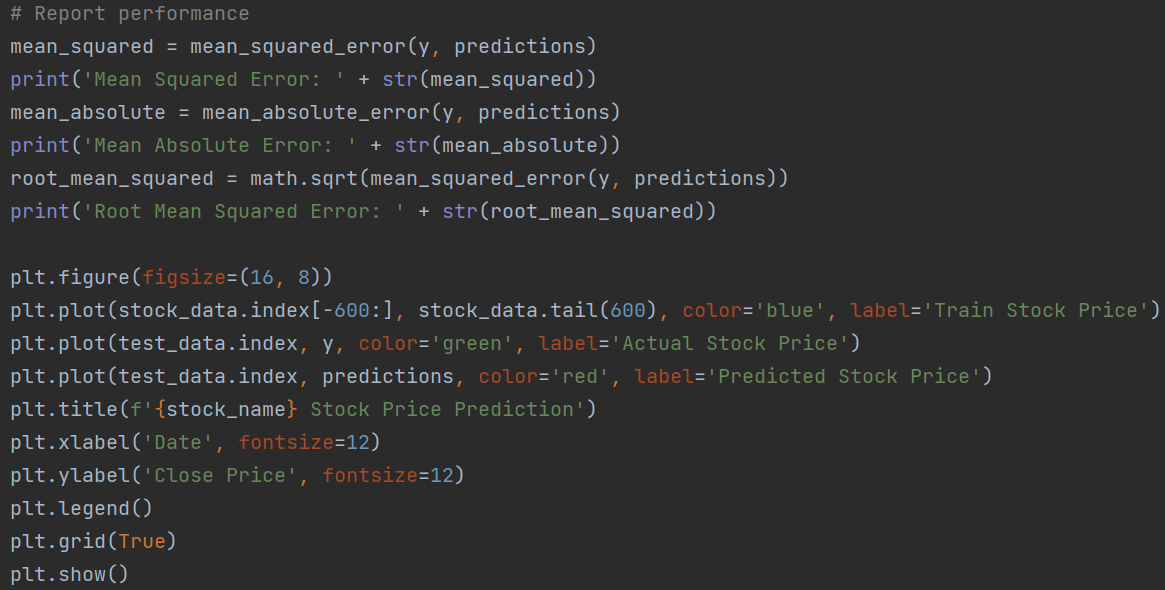 # Report performance
mean_squared = mean_squared_error(y, predictions)
print('Mean Squared Error: ' + str(mean_squared))
mean_absolute = mean_absolute_error(y, predictions)
print('Mean Absolute Error: ' + str(mean_absolute))
root_mean_squared = math.sqrt(mean_squared_error(y, predictions))
print('Root Mean Squared Error: ' + str(root_mean_squared))

plt.figure(figsize=(16, 8))
plt.plot(stock_data.index[-600:], stock_data.tail(600), color='blue', label='Train Stock Price')
plt.plot(test_data.index, y, color='green', label='Actual Stock Price')
plt.plot(test_data.index, predictions, color='red', label='Predicted Stock Price')
plt.title(f'{stock_name} Stock Price Prediction')
plt.xlabel('Date', fontsize=12)
plt.ylabel('Close Price', fontsize=12)
plt.legend()
plt.grid(True)
plt.show()